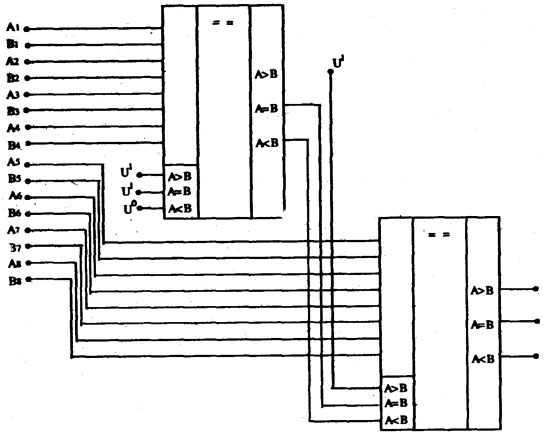 A1
B1
A2
B2
A3
B3
A4
B4
A5
B5
A6
B6
A7
B7
A8
B8
= =
A>B
A=B
A<B
U¹
A>B
U¹
A=B
U⁰
A<B
U¹
= =
A>B
A=B
A<B
A>B
A=B
A<B